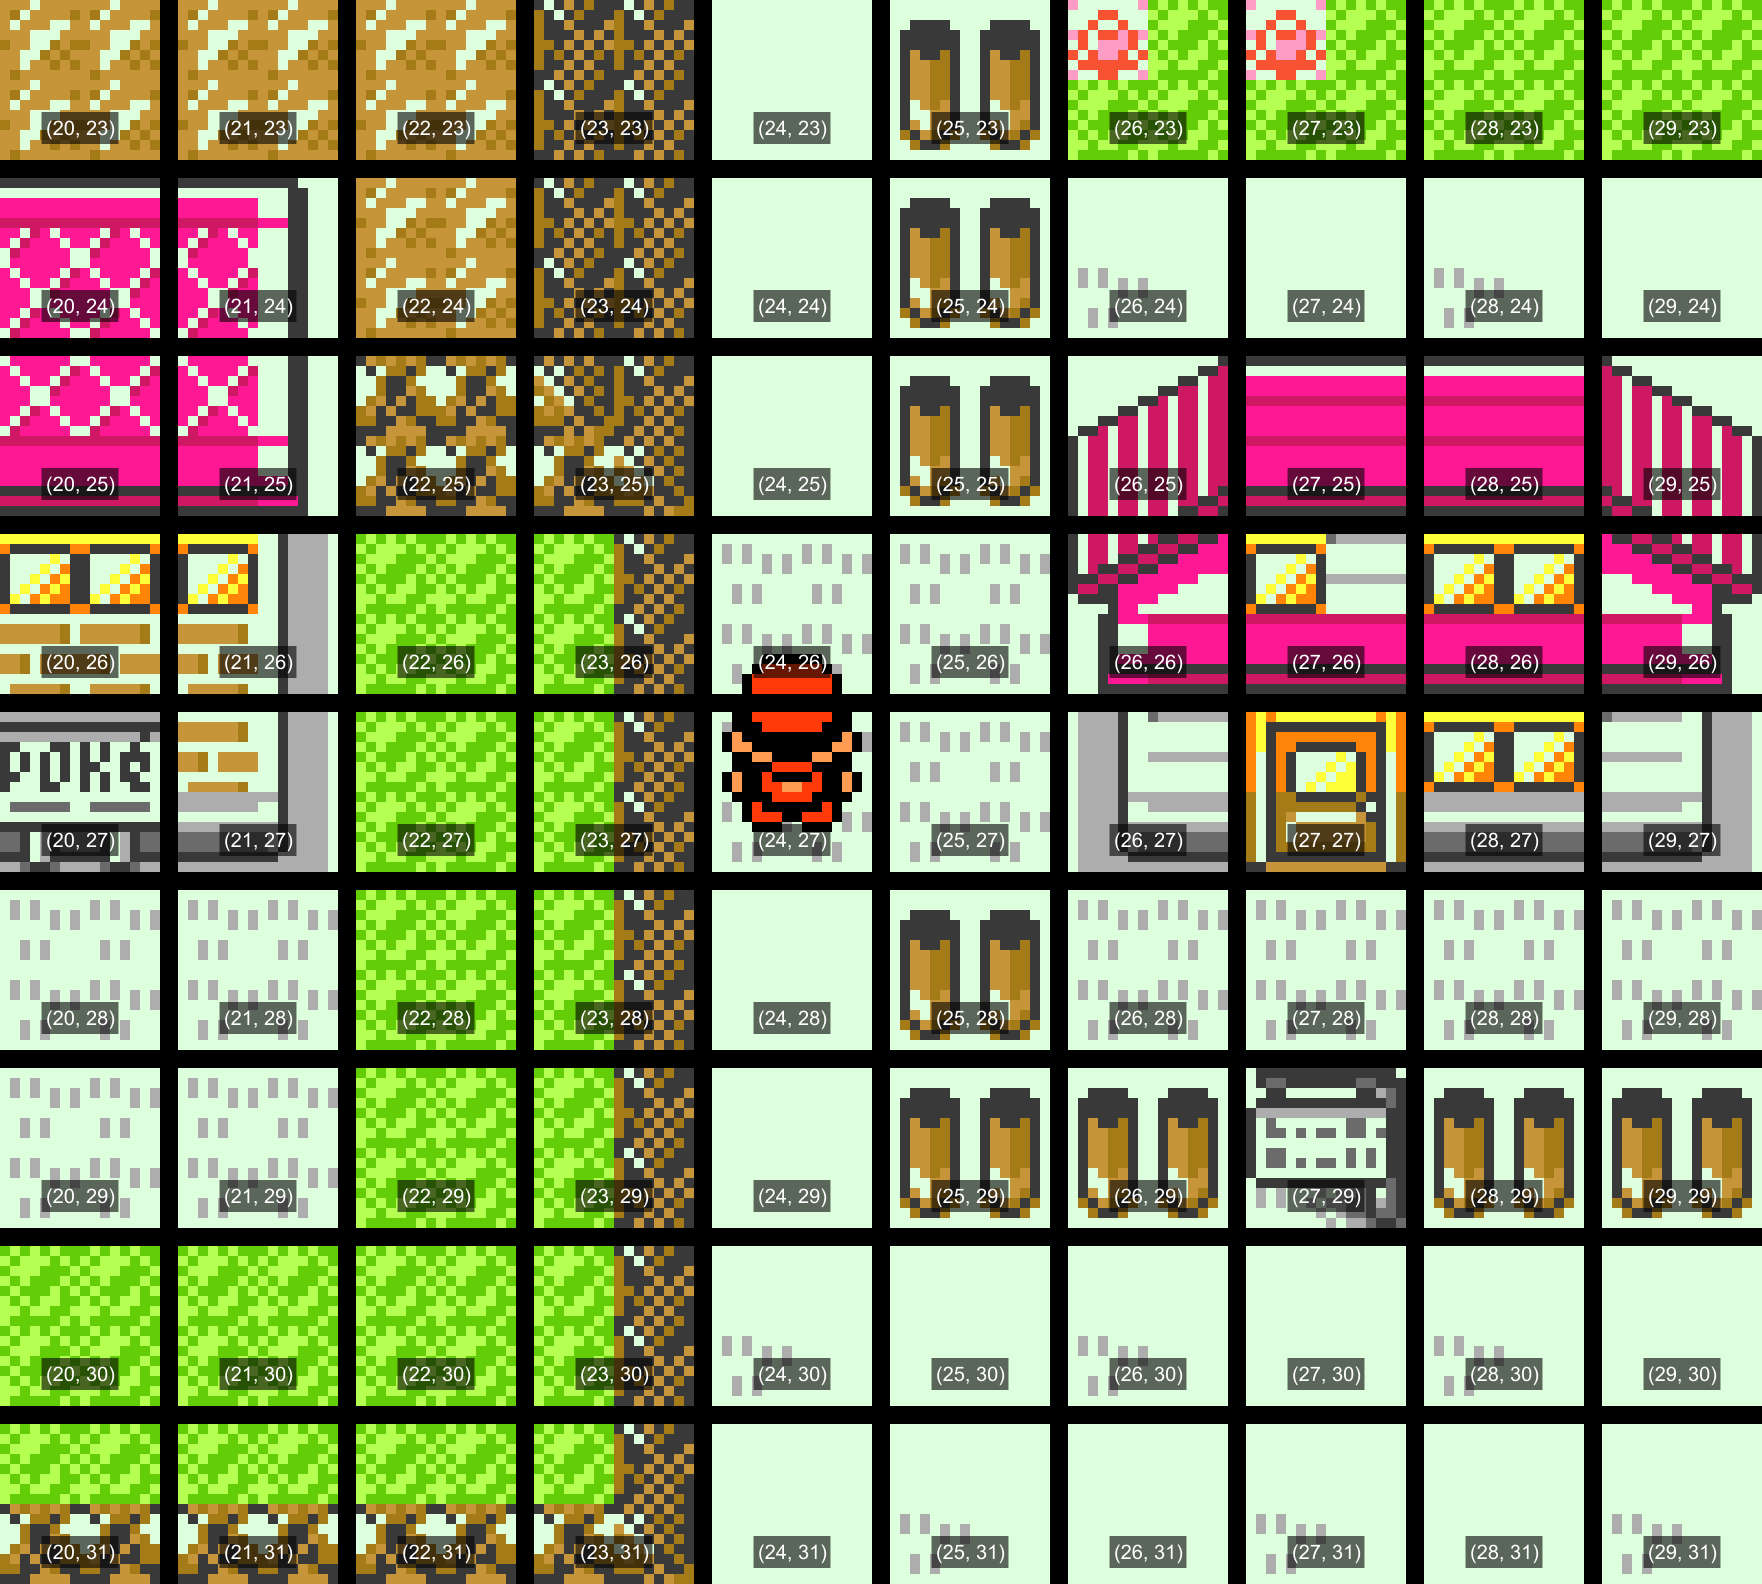 (20, 23) (21, 23) (22, 23) (23, 23) (24, 23) (25, 23) (26, 23) (27, 23) (28, 23) (29, 23)
(20, 24) (21, 24) (22, 24) (23, 24) (24, 24) (25, 24) (26, 24) (27, 24) (28, 24) (29, 24)
(20, 25) (21, 25) (22, 25) (23, 25) (24, 25) (25, 25) (26, 25) (27, 25) (28, 25) (29, 25)
(20, 26) (21, 26) (22, 26) (23, 26) (24, 26) (25, 26) (26, 26) (27, 26) (28, 26) (29, 26)
POKé
(20, 27) (21, 27) (22, 27) (23, 27) (24, 27) (25, 27) (26, 27) (27, 27) (28, 27) (29, 27)
(20, 28) (21, 28) (22, 28) (23, 28) (24, 28) (25, 28) (26, 28) (27, 28) (28, 28) (29, 28)
(20, 29) (21, 29) (22, 29) (23, 29) (24, 29) (25, 29) (26, 29) (27, 29) (28, 29) (29, 29)
(20, 30) (21, 30) (22, 30) (23, 30) (24, 30) (25, 30) (26, 30) (27, 30) (28, 30) (29, 30)
(20, 31) (21, 31) (22, 31) (23, 31) (24, 31) (25, 31) (26, 31) (27, 31) (28, 31) (29, 31)